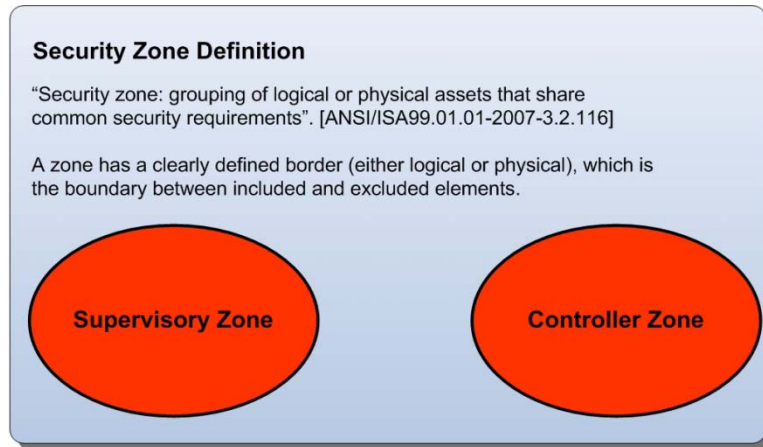 Security Zone Definition
“Security zone: grouping of logical or physical assets that share
common security requirements”. [ANSI/ISA99.01.01-2007-3.2.116]
A zone has a clearly defined border (either logical or physical), which is
the boundary between included and excluded elements.
Supervisory Zone
Controller Zone